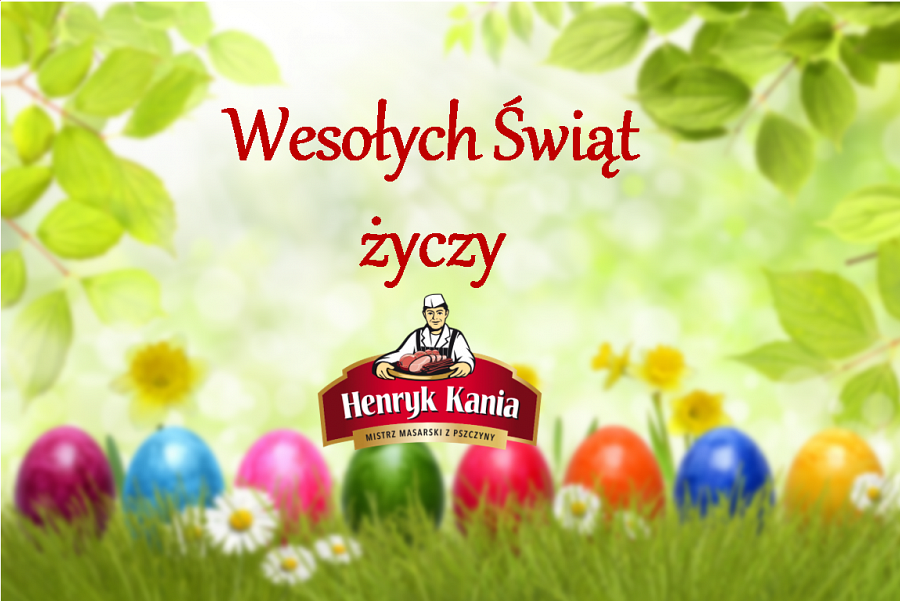 Wesołych Świąt
życzy
Henryk Kania
MISTRZ MASARSKI Z PSZCZYNY